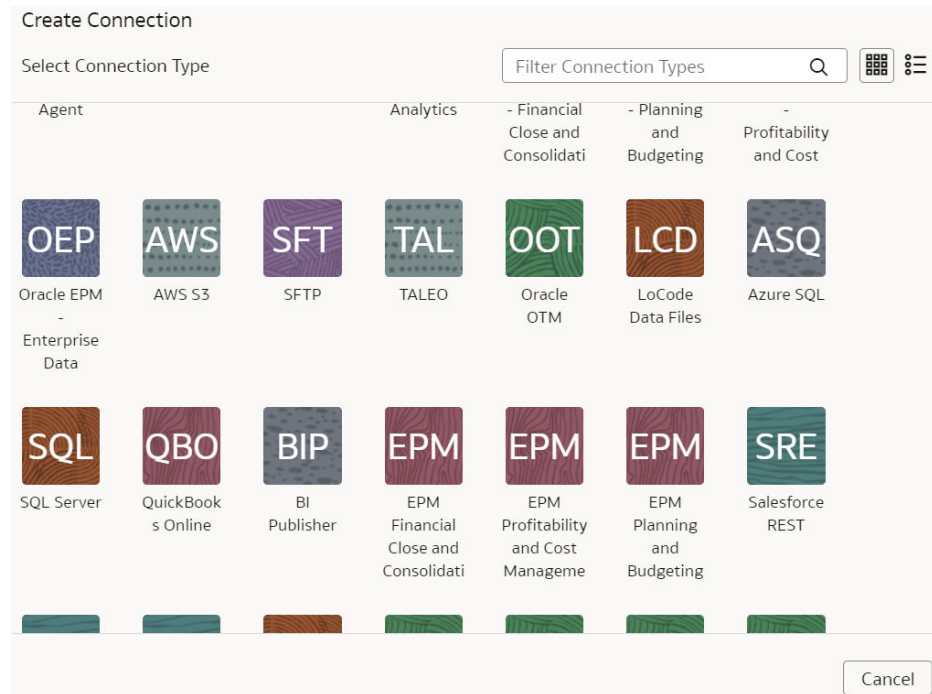 Create Connection
Select Connection Type
Filter Connection Types
Agent
Analytics
- Financial
Close and
Consolidati
- Planning
and
Budgeting
-
Profitability
and Cost
OEP
AWS
SFT
TAL
OOT
LCD
ASQ
Oracle EPM
-
Enterprise
Data
AWS S3
SFTP
TALEO
Oracle
OTM
LoCode
Data Files
Azure SQL
SQL
QBO
BIP
EPM
EPM
EPM
SRE
SQL Server
QuickBook
s Online
BI
Publisher
EPM
Financial
Close and
Consolidati
EPM
Profitability
and Cost
Manageme
EPM
Planning
and
Budgeting
Salesforce
REST
Cancel